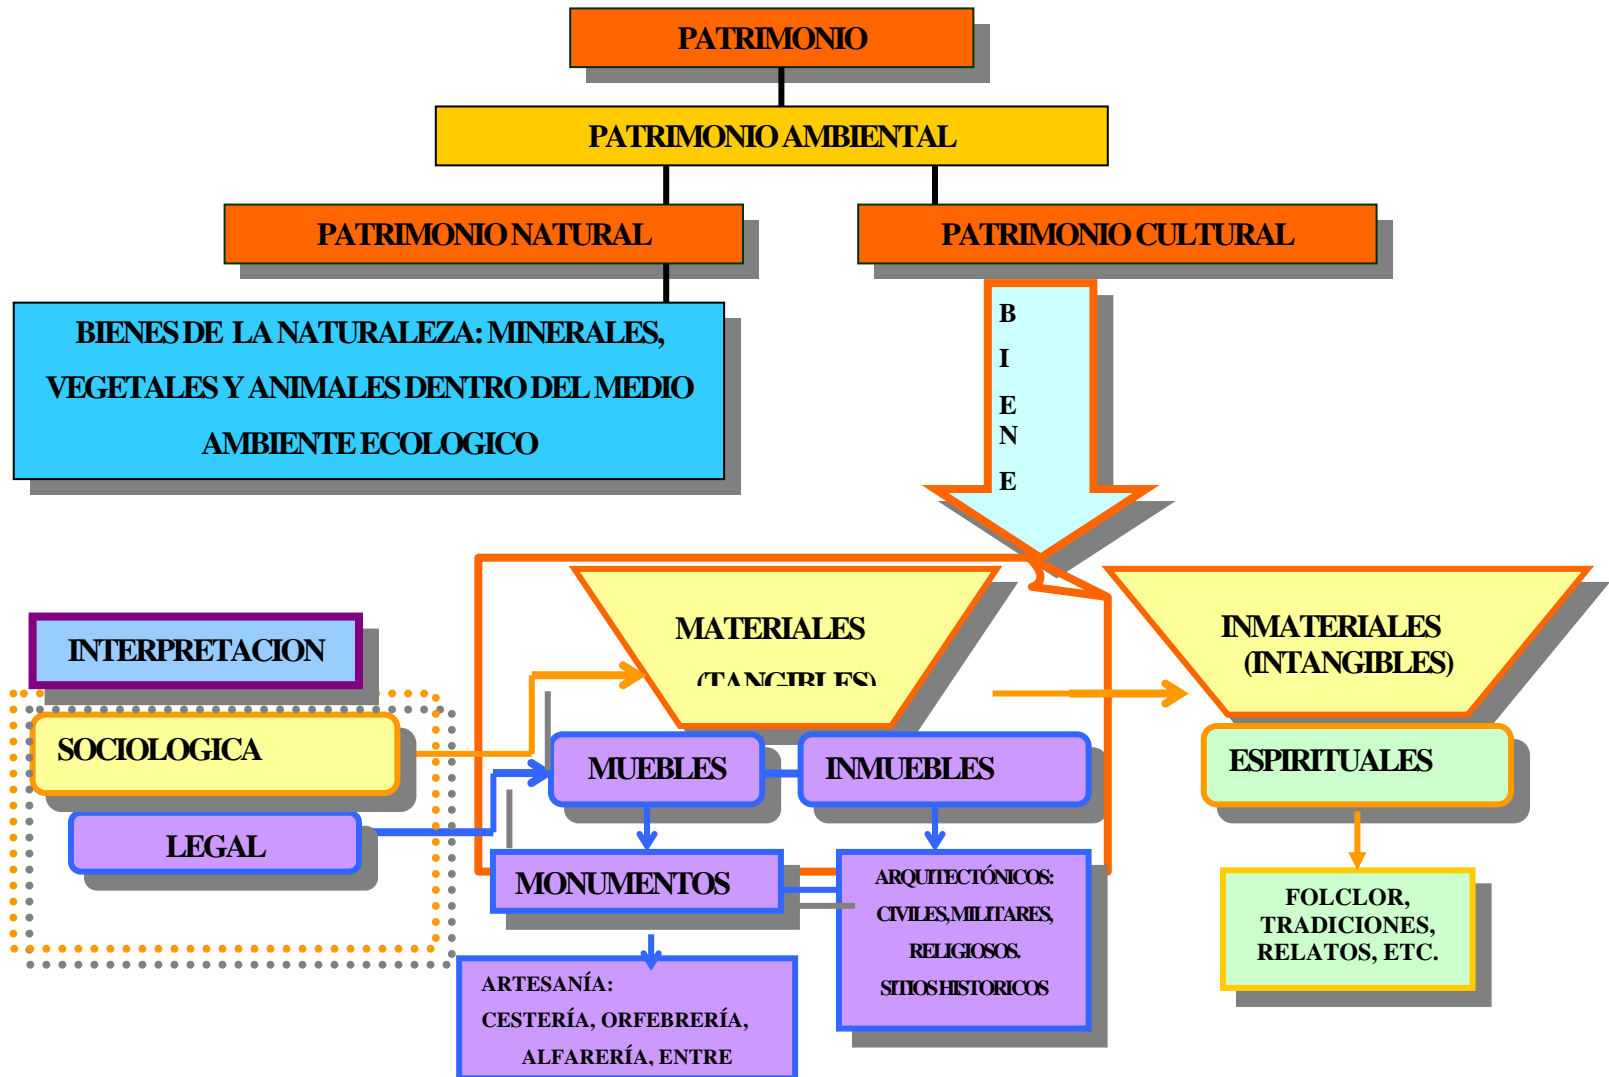 PATRIMONIO
PATRIMONIO AMBIENTAL
PATRIMONIO NATURAL
PATRIMONIO CULTURAL
BIENES DE LA NATURALEZA: MINERALES,
VEGETALES Y ANIMALES DENTRO DEL MEDIO
AMBIENTE ECOLOGICO
B
I
E
N
E
MATERIALES
(TANGIBLES)
INMATERIALES
(INTANGIBLES)
INTERPRETACION
SOCIOLOGICA
LEGAL
MUEBLES
INMUEBLES
ESPIRITUALES
MONUMENTOS
ARQUITECTÓNICOS:
CIVILES, MILITARES,
RELIGIOSOS.
SITIOS HISTORICOS
FOLCLOR,
TRADICIONES,
RELATOS, ETC.
ARTESANÍA:
CESTERÍA, ORFEBRERÍA,
ALFARERÍA, ENTRE